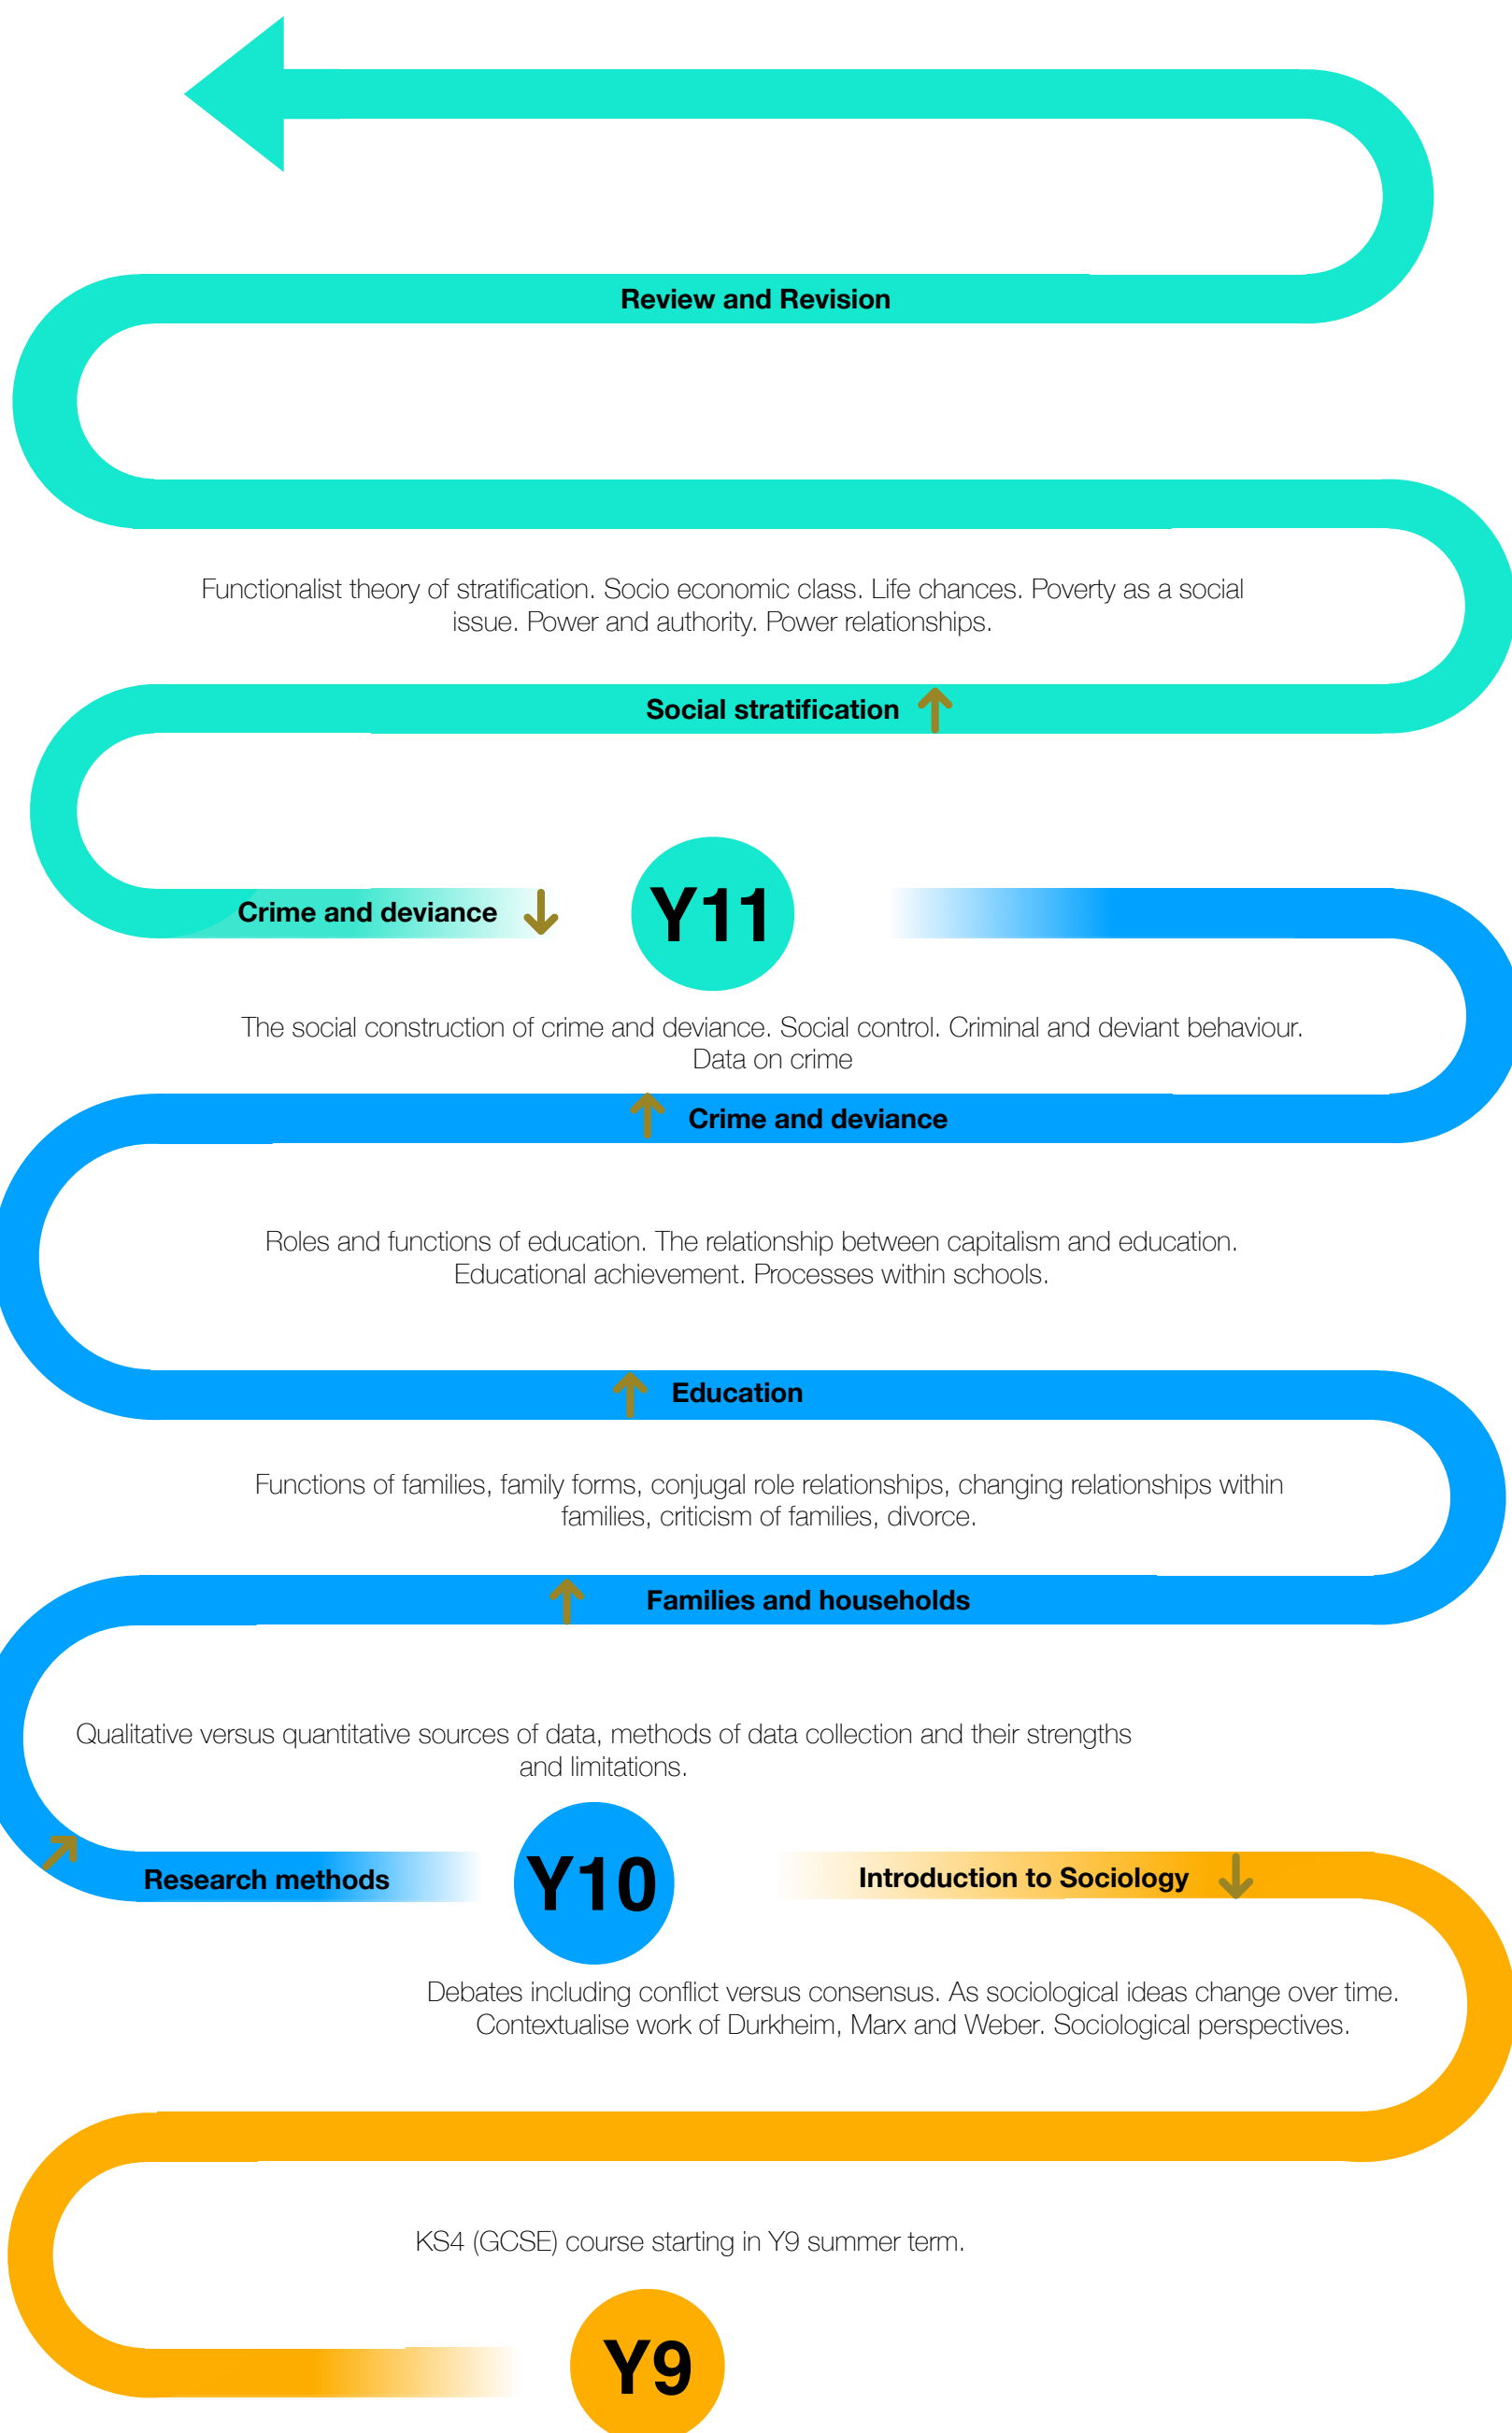 Review and Revision
Functionalist theory of stratification. Socio economic class. Life chances. Poverty as a social
issue. Power and authority. Power relationships.
Social stratification
Crime and deviance
Y11
The social construction of crime and deviance. Social control. Criminal and deviant behaviour.
Data on crime
Crime and deviance
Roles and functions of education. The relationship between capitalism and education.
Educational achievement. Processes within schools.
Education
Functions of families, family forms, conjugal role relationships, changing relationships within
families, criticism of families, divorce.
Families and households
Qualitative versus quantitative sources of data, methods of data collection and their strengths
and limitations.
Research methods
Y10
Introduction to Sociology
Debates including conflict versus consensus. As sociological ideas change over time.
Contextualise work of Durkheim, Marx and Weber. Sociological perspectives.
KS4 (GCSE) course starting in Y9 summer term.
Y9